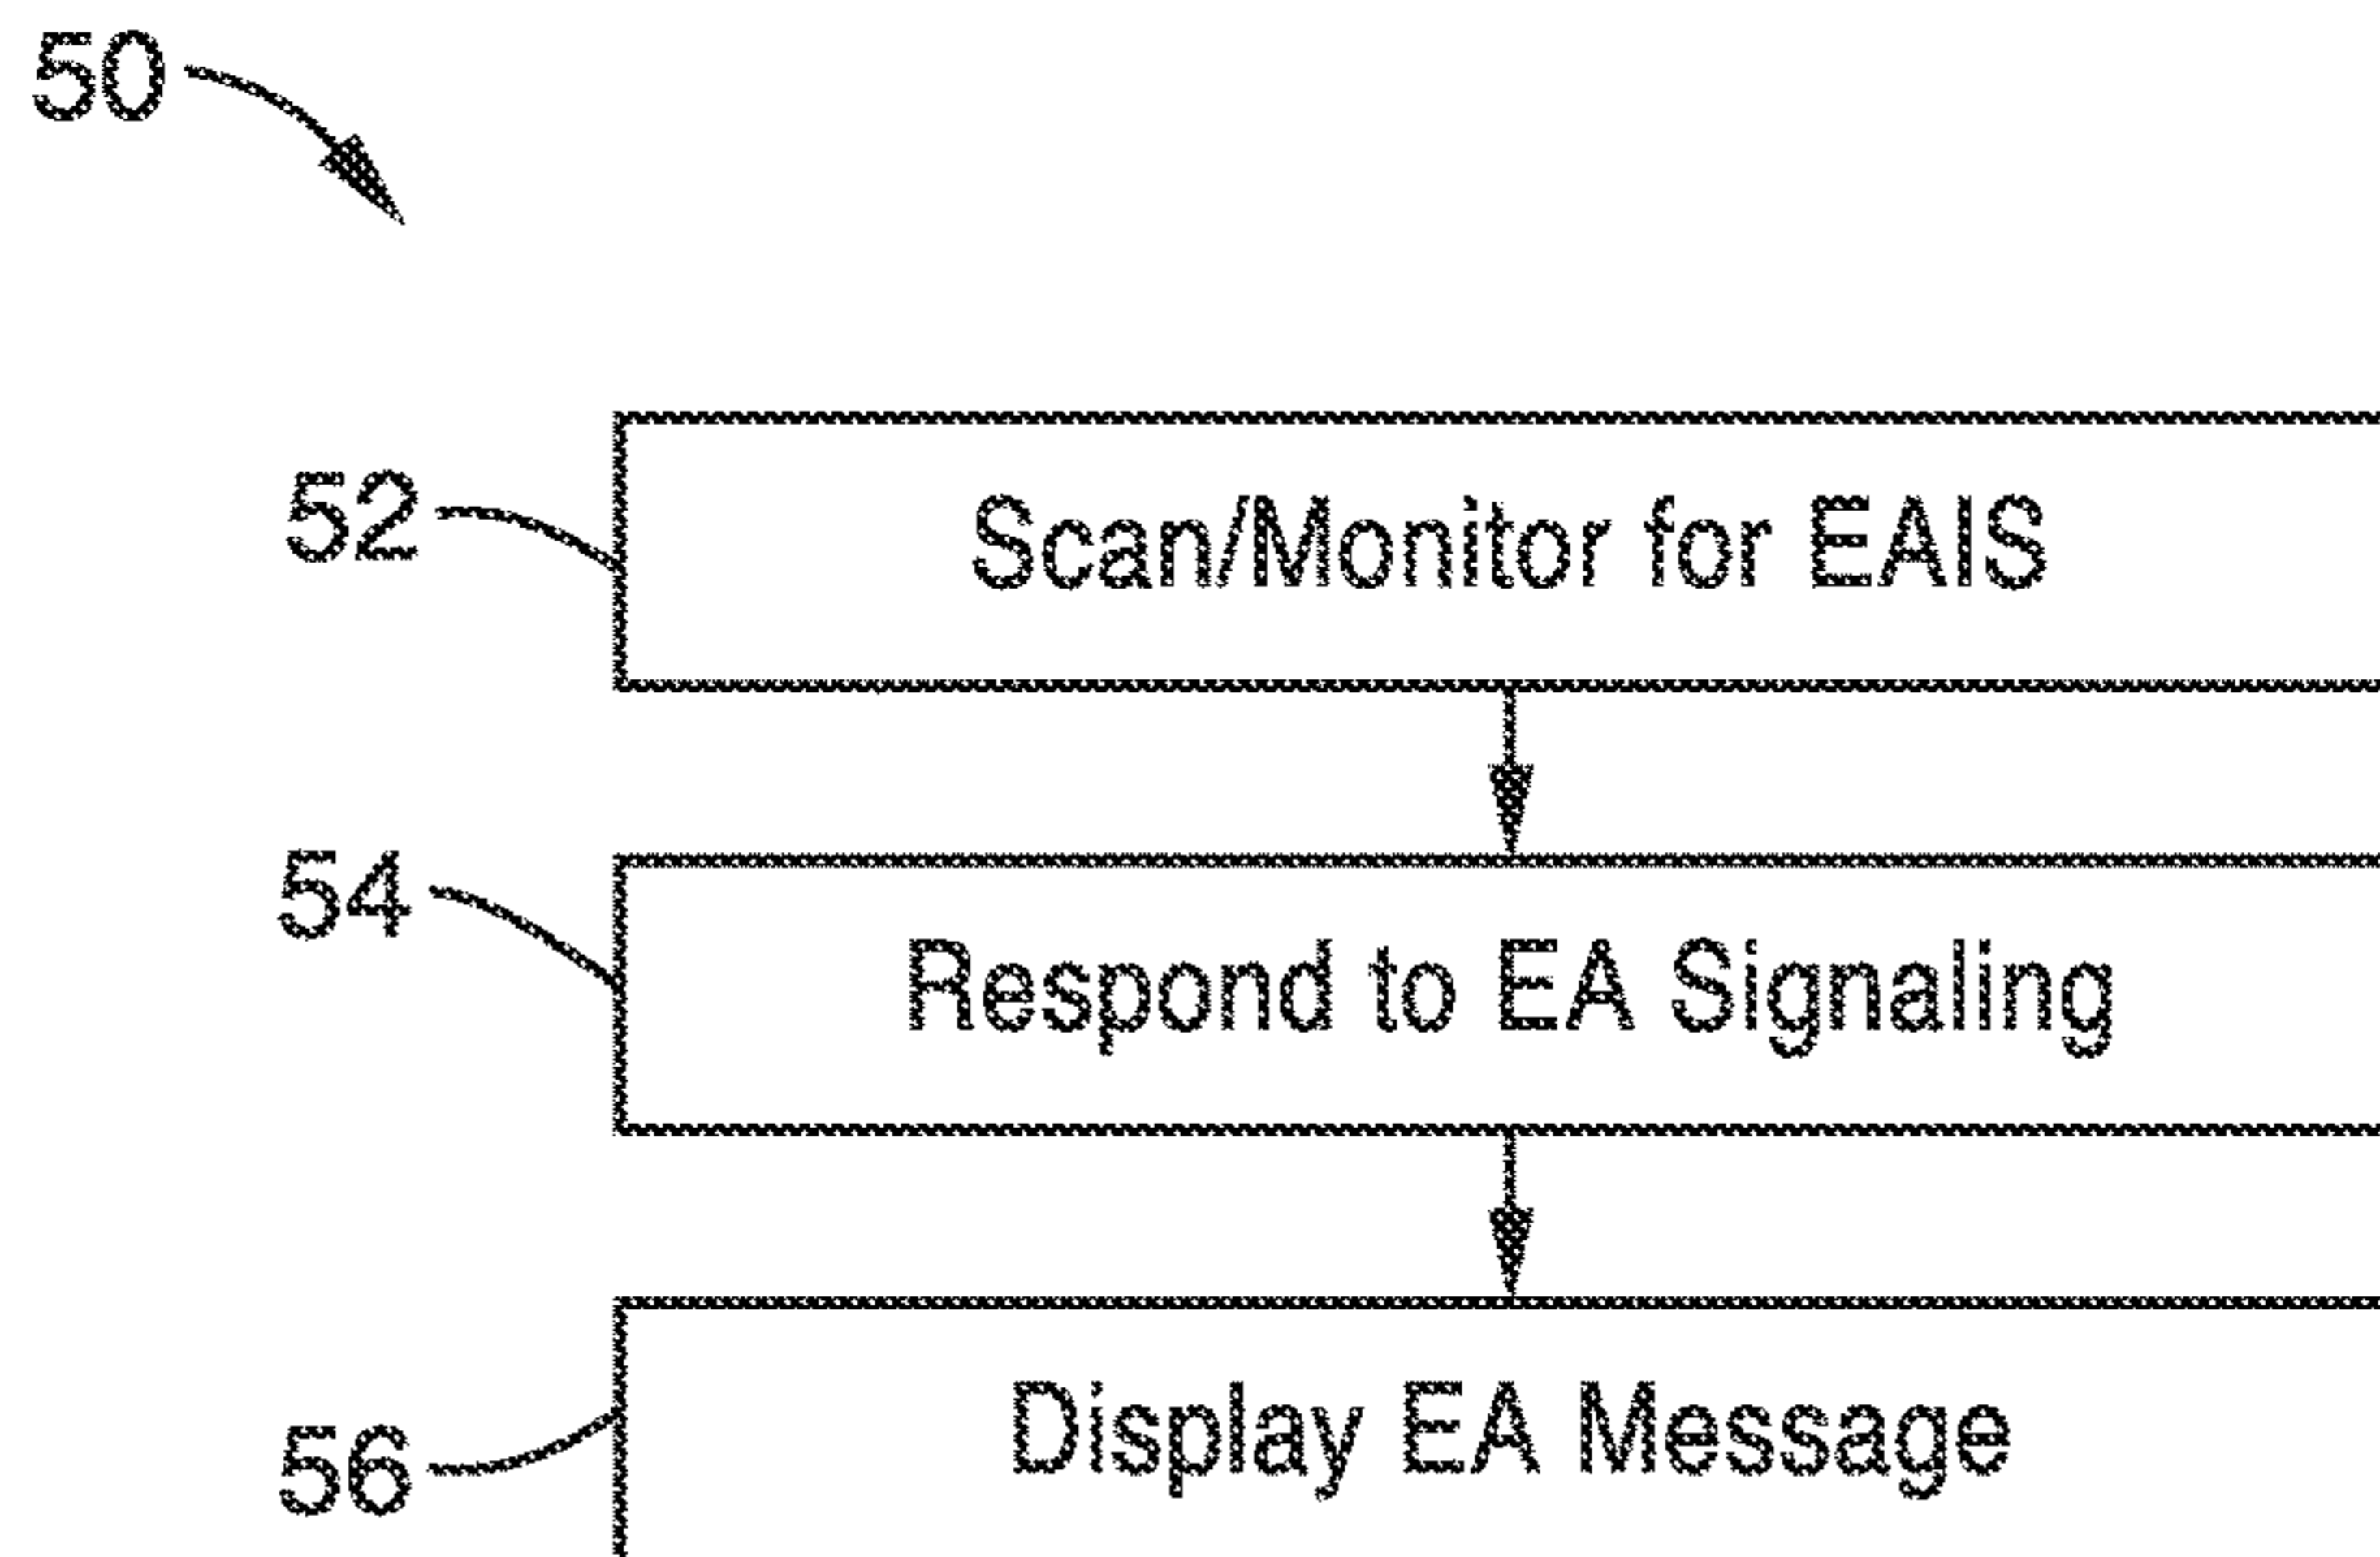 50
52
Scan/Monitor for EAIS
54
Respond to EA Signaling
56
Display EA Message